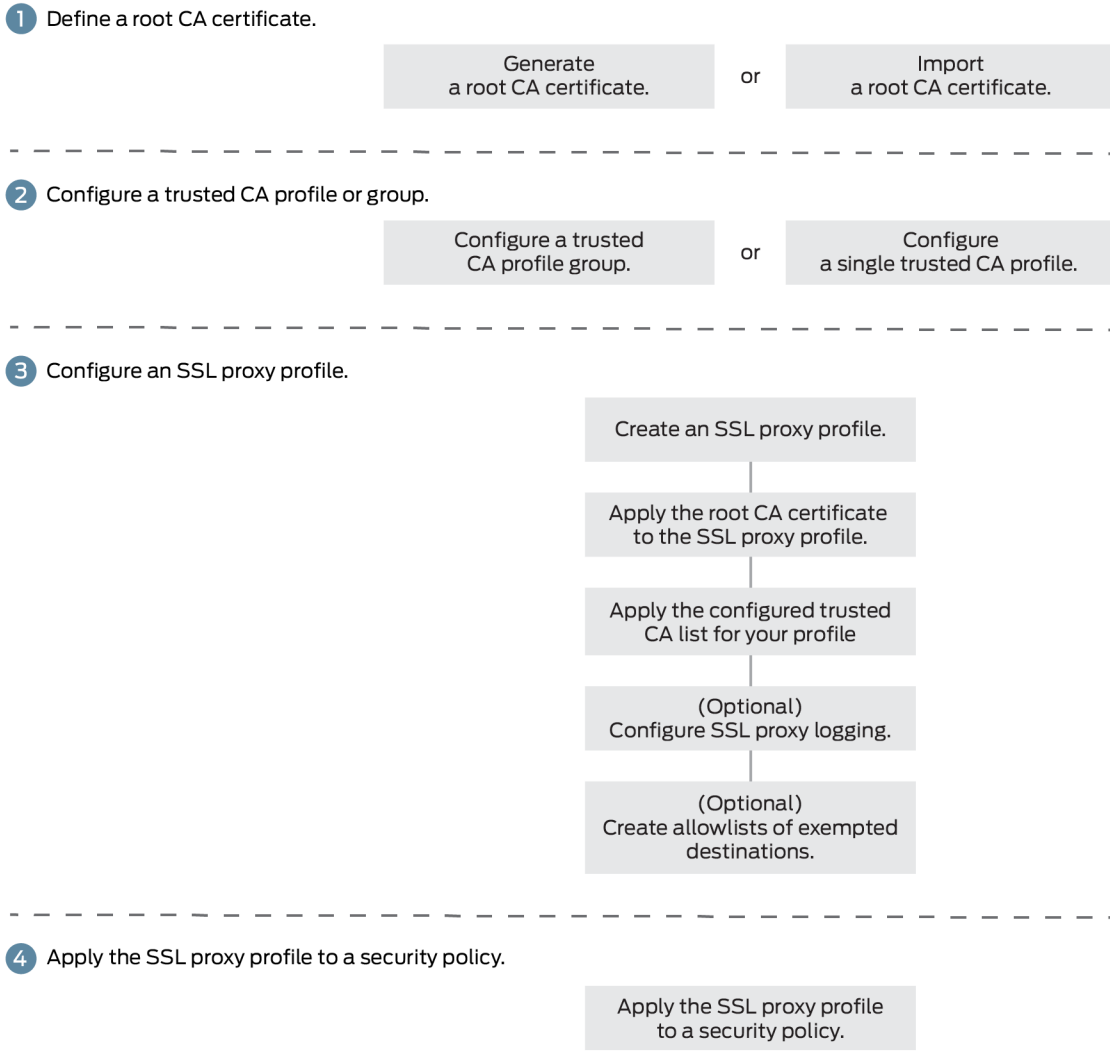 1 Define a root CA certificate.
Generate
a root CA certificate.
or
Import
a root CA certificate.
2 Configure a trusted CA profile or group.
Configure a trusted
CA profile group.
or
Configure
a single trusted CA profile.
3 Configure an SSL proxy profile.
Create an SSL proxy profile.
Apply the root CA certificate
to the SSL proxy profile.
Apply the configured trusted
CA list for your profile
(Optional)
Configure SSL proxy logging.
(Optional)
Create allowlists of exempted
destinations.
4 Apply the SSL proxy profile to a security policy.
Apply the SSL proxy profile
to a security policy.